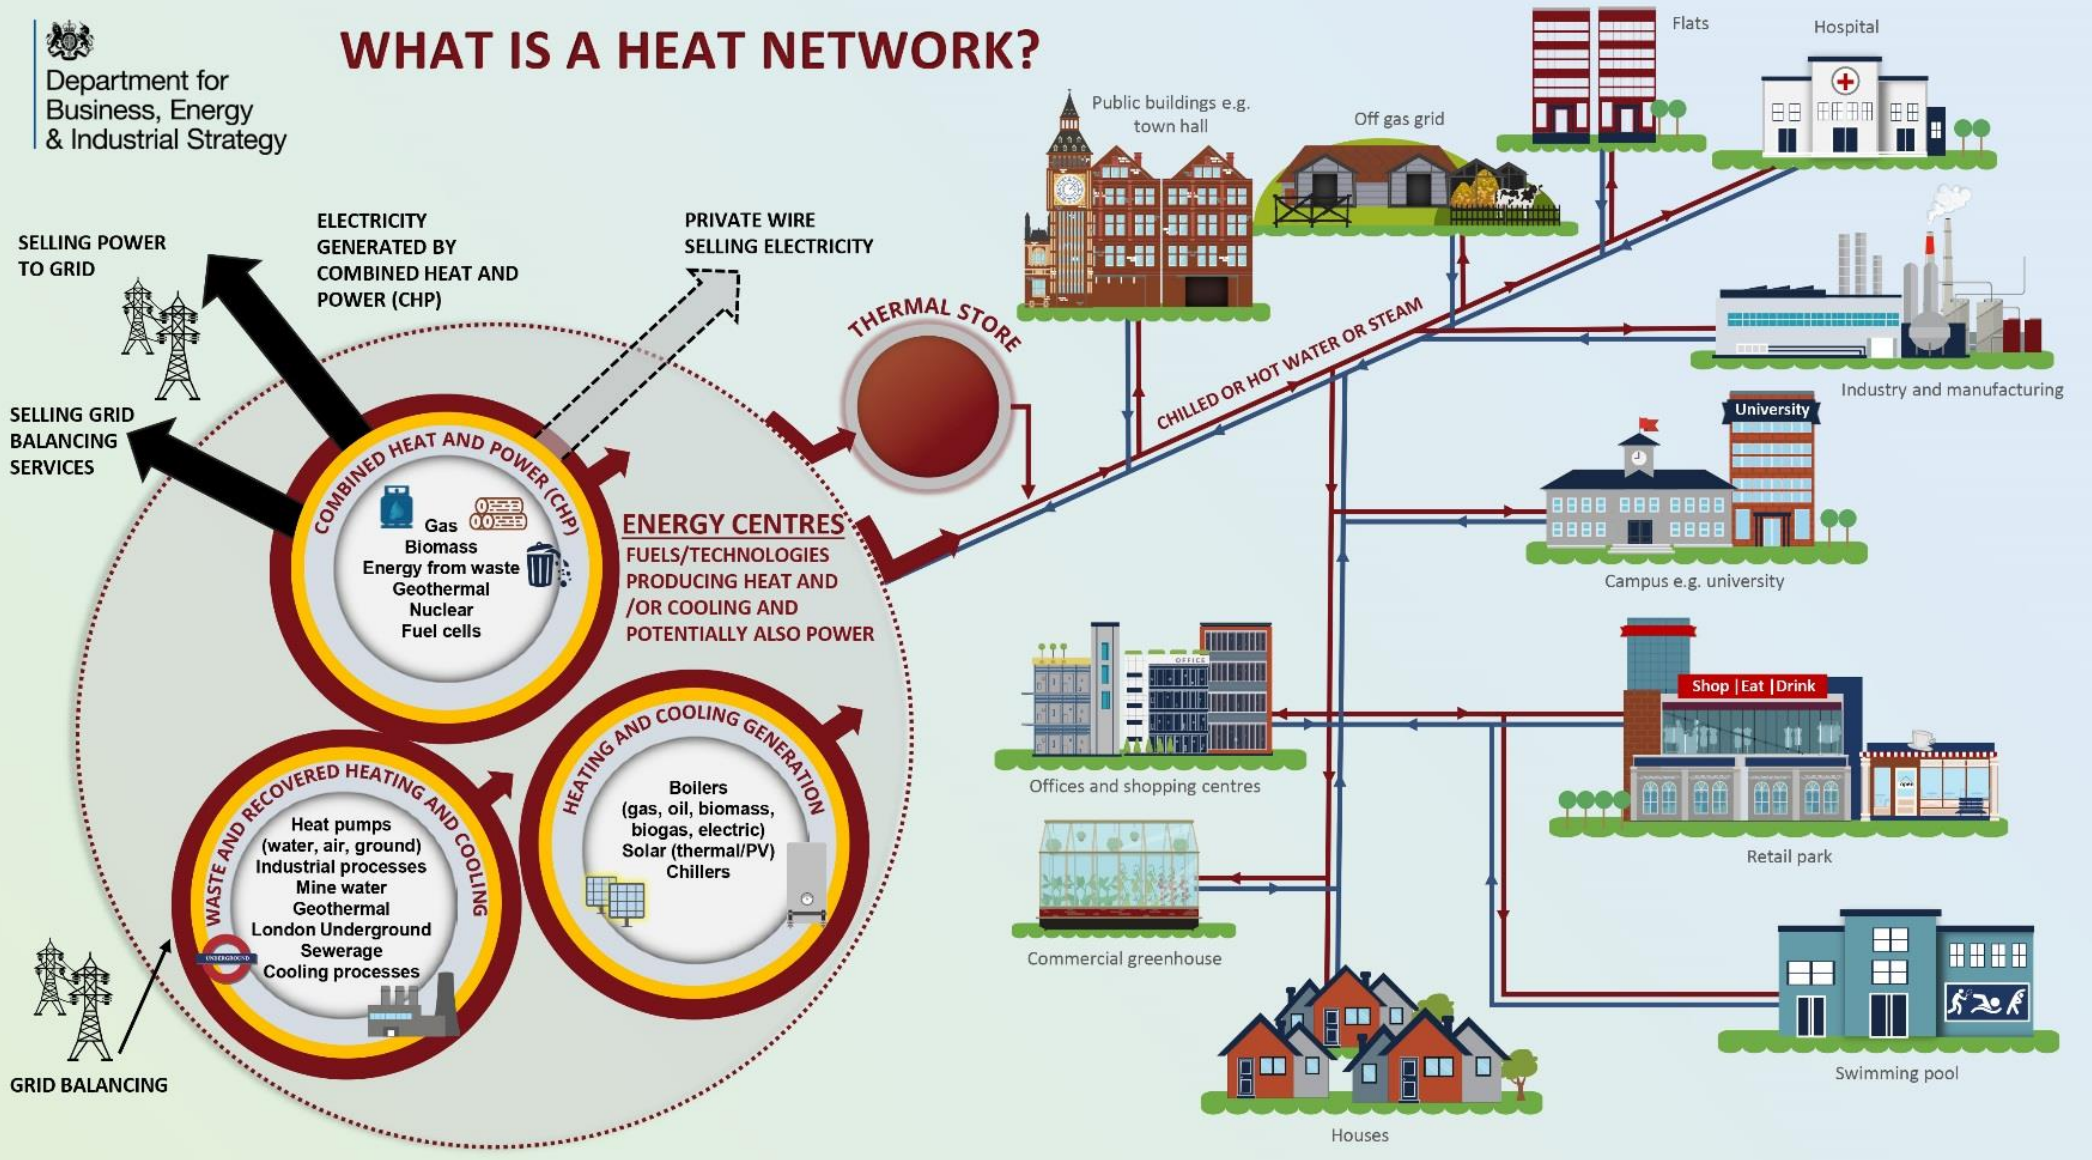 Department for
Business, Energy
& Industrial Strategy
WHAT IS A HEAT NETWORK?
SELLING POWER
TO GRID
ELECTRICITY
GENERATED BY
COMBINED HEAT AND
POWER (CHP)
PRIVATE WIRE
SELLING ELECTRICITY
SELLING GRID
BALANCING
SERVICES
COMBINED HEAT AND POWER (CHP)
Gas
Biomass
Energy from waste
Geothermal
Nuclear
Fuel cells
ENERGY CENTRES
FUELS/TECHNOLOGIES
PRODUCING HEAT AND
/OR COOLING AND
POTENTIALLY ALSO POWER
WASTE AND RECOVERED HEATING AND COOLING
Heat pumps
(water, air, ground)
Industrial processes
Mine water
Geothermal
London Underground
Sewerage
Cooling processes
UNDERGROUND
HEATING AND COOLING GENERATION
Boilers
(gas, oil, biomass,
biogas, electric)
Solar (thermal/PV)
Chillers
GRID BALANCING
THERMAL STORE
CHILLED OR HOT WATER OR STEAM
Public buildings e.g.
town hall
Off gas grid
Flats
Hospital
Industry and manufacturing
University
Campus e.g. university
OFFICE
Offices and shopping centres
Shop | Eat | Drink
open
Retail park
Commercial greenhouse
Swimming pool
Houses